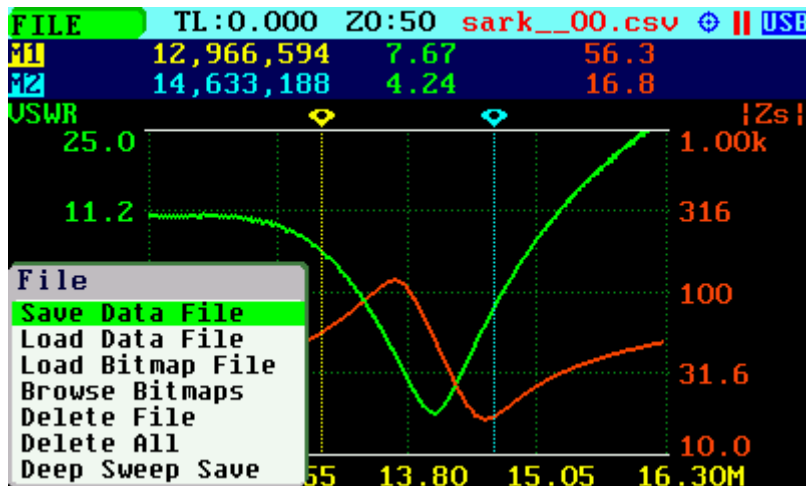 FILE TL:0.000 Z0:50 sark__00.csv USB
M1 12,966,594 7.67 56.3
M2 14,633,188 4.24 16.8
VSWR |Zs|
25.0 1.00k
11.2 316
File
100
Save Data File
Load Data File
Load Bitmap File
31.6
Browse Bitmaps
Delete File
Delete All
10.0
Deep Sweep Save 55 13.80 15.05 16.30M